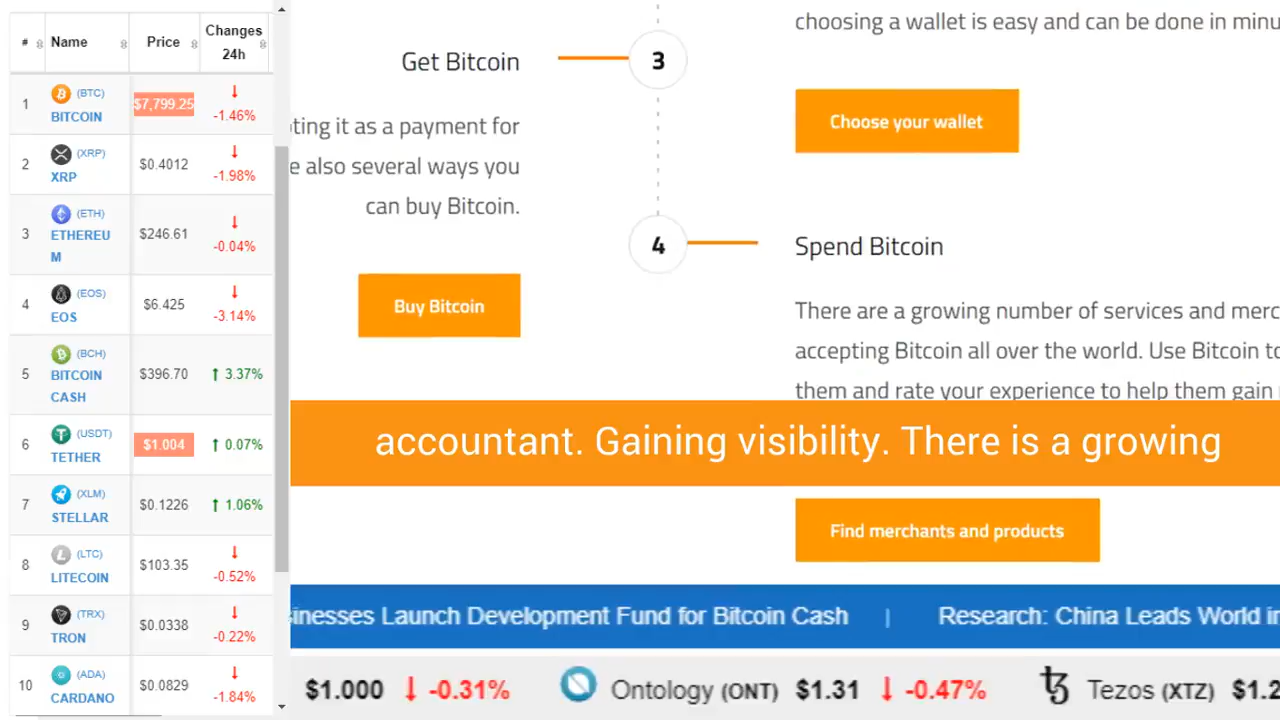 # Name Price Changes 24h
1 (BTC) BITCOIN $7,799.25 -1.46%
2 (XRP) XRP $0.4012 -1.98%
3 (ETH) ETHEREUM $246.61 -0.04%
4 (EOS) EOS $6.425 -3.14%
5 (BCH) BITCOIN CASH $396.70 3.37%
6 (USDT) TETHER $1.004 0.07%
7 (XLM) STELLAR $0.1226 1.06%
8 (LTC) LITECOIN $103.35 -0.52%
9 (TRX) TRON $0.0338 -0.22%
10 (ADA) CARDANO $0.0829 -1.84%
choosing a wallet is easy and can be done in minu
Choose your wallet
3
Get Bitcoin
ting it as a payment for
e also several ways you
can buy Bitcoin.
Buy Bitcoin
4
Spend Bitcoin
There are a growing number of services and merc
accepting Bitcoin all over the world. Use Bitcoin to
them and rate your experience to help them gain
accountant. Gaining visibility. There is a growing
Find merchants and products
inesses Launch Development Fund for Bitcoin Cash | Research: China Leads World in
$1.000 -0.31% Ontology (ONT) $1.31 -0.47% Tezos (XTZ) $1.2